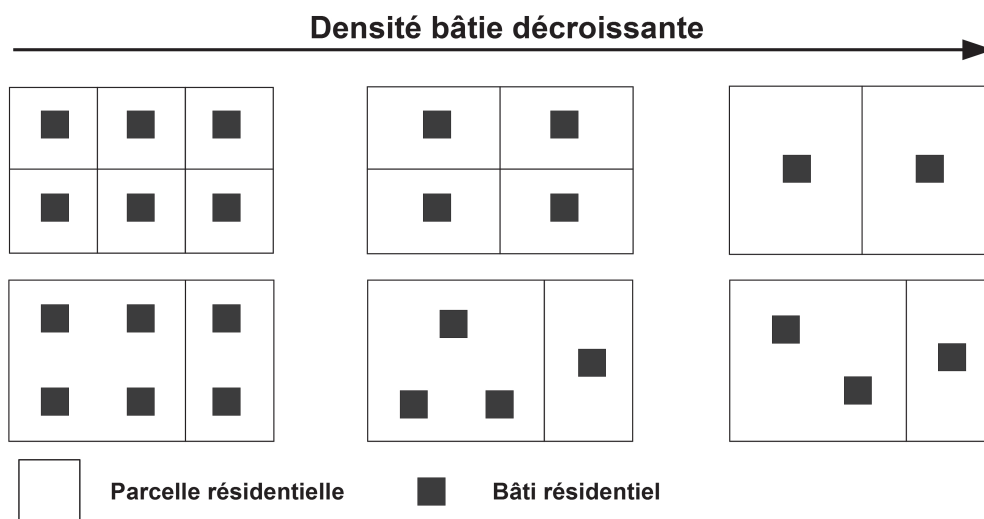 Densité bâtie décroissante
Parcelle résidentielle
Bâti résidentiel